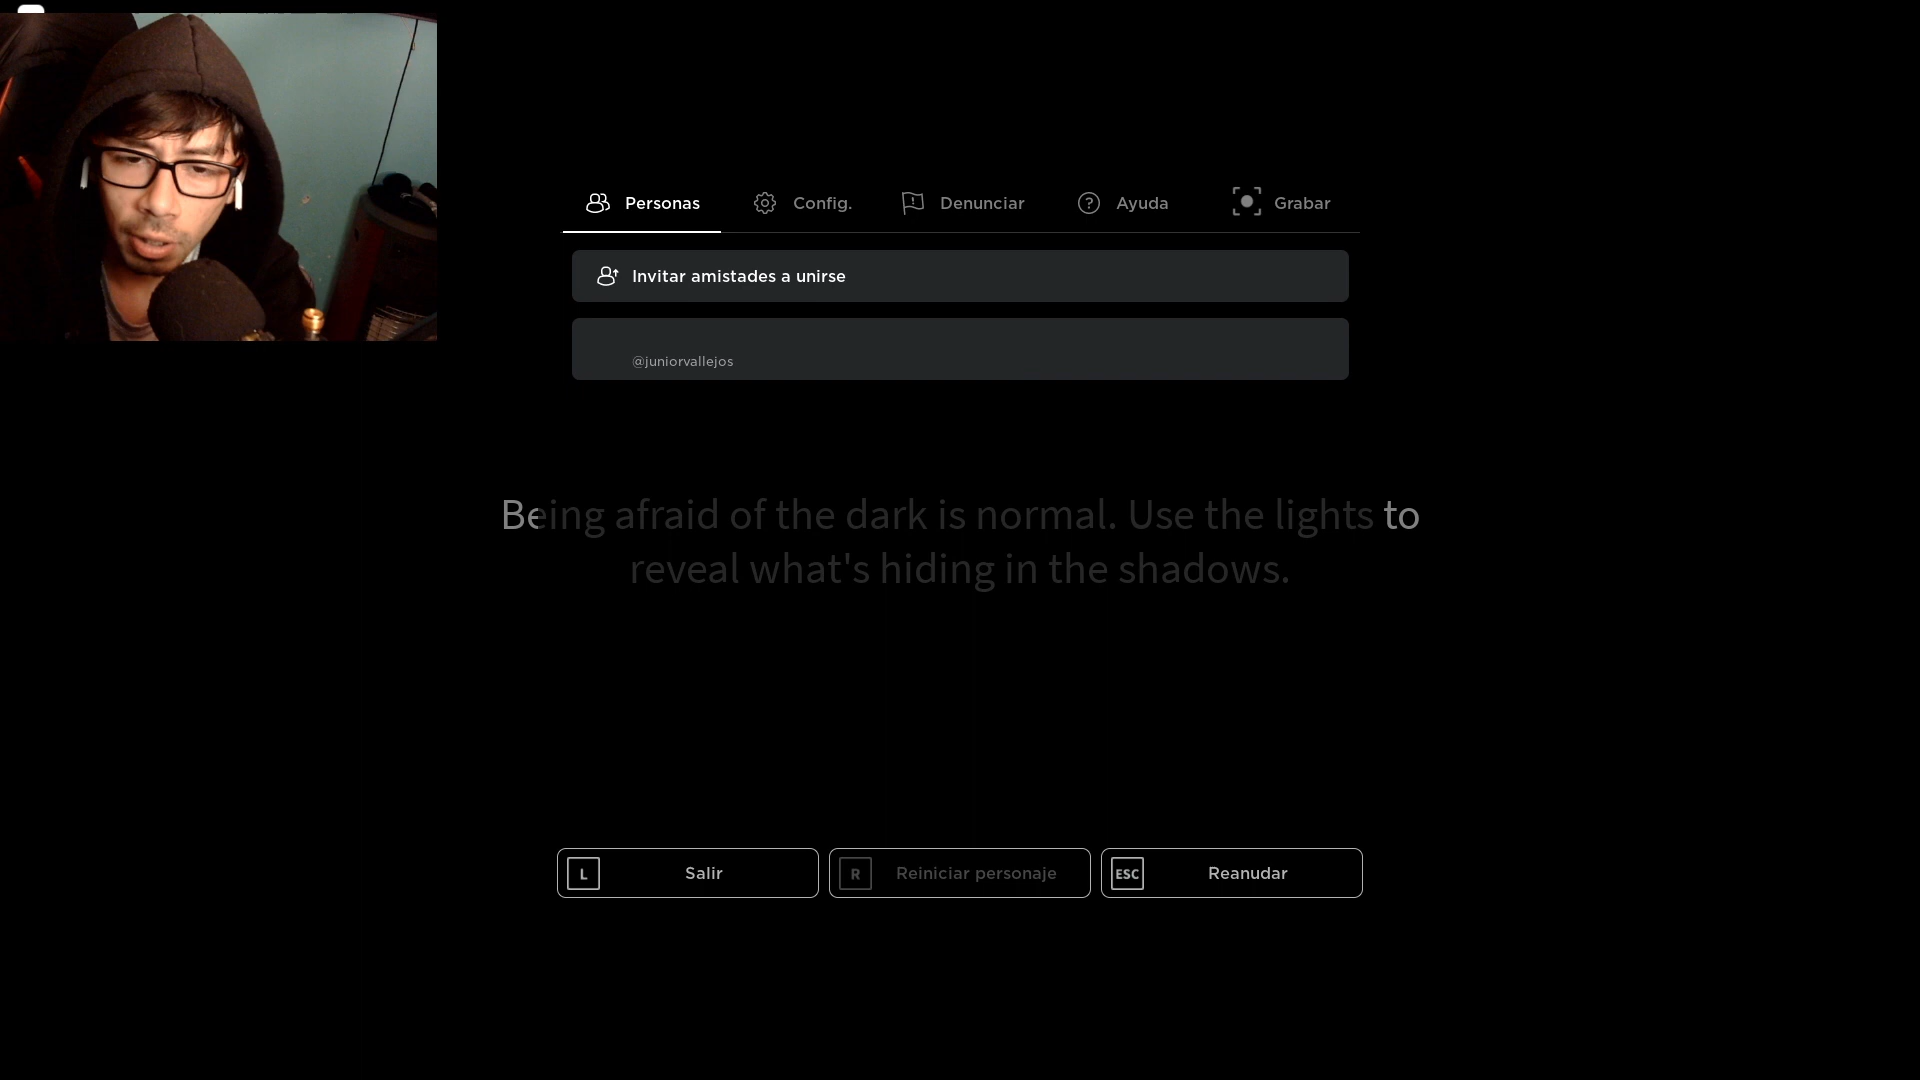 Personas
Config.
Denunciar
Ayuda
Grabar
Invitar amistades a unirse
@juniorvallejos
Being afraid of the dark is normal. Use the lights to
reveal what's hiding in the shadows.
L Salir
R Reiniciar personaje
ESC Reanudar